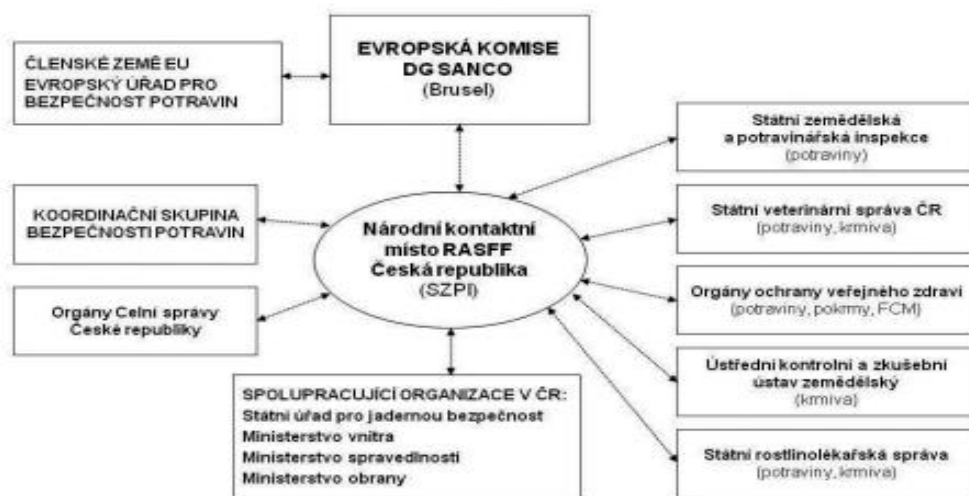 EVROPSKÁ KOMISE
DG SANCO
(Brusel)
ČLENSKÉ ZEMĚ EU
EVROPSKÝ ÚŘAD PRO
BEZPEČNOST POTRAVIN
Státní zemědělská
a potravinářská inspekce
(potraviny)
KOORDINAČNÍ SKUPINA
BEZPEČNOSTI POTRAVIN
Národní kontaktní
místo RASFF
Česká republika
(SZPI)
Státní veterinární správa ČR
(potraviny, krmiva)
Orgány Celní správy
České republiky
Orgány ochrany veřejného zdraví
(potraviny, pokrmy, FCM)
Ústřední kontrolní a zkušební
ústav zemědělský
(krmiva)
SPOLUPRACUJÍCÍ ORGANIZACE V ČR:
Státní úřad pro jadernou bezpečnost
Ministerstvo vnitra
Ministerstvo spravedlnosti
Ministerstvo obrany
Státní rostlinolékařská správa
(potraviny, krmiva)